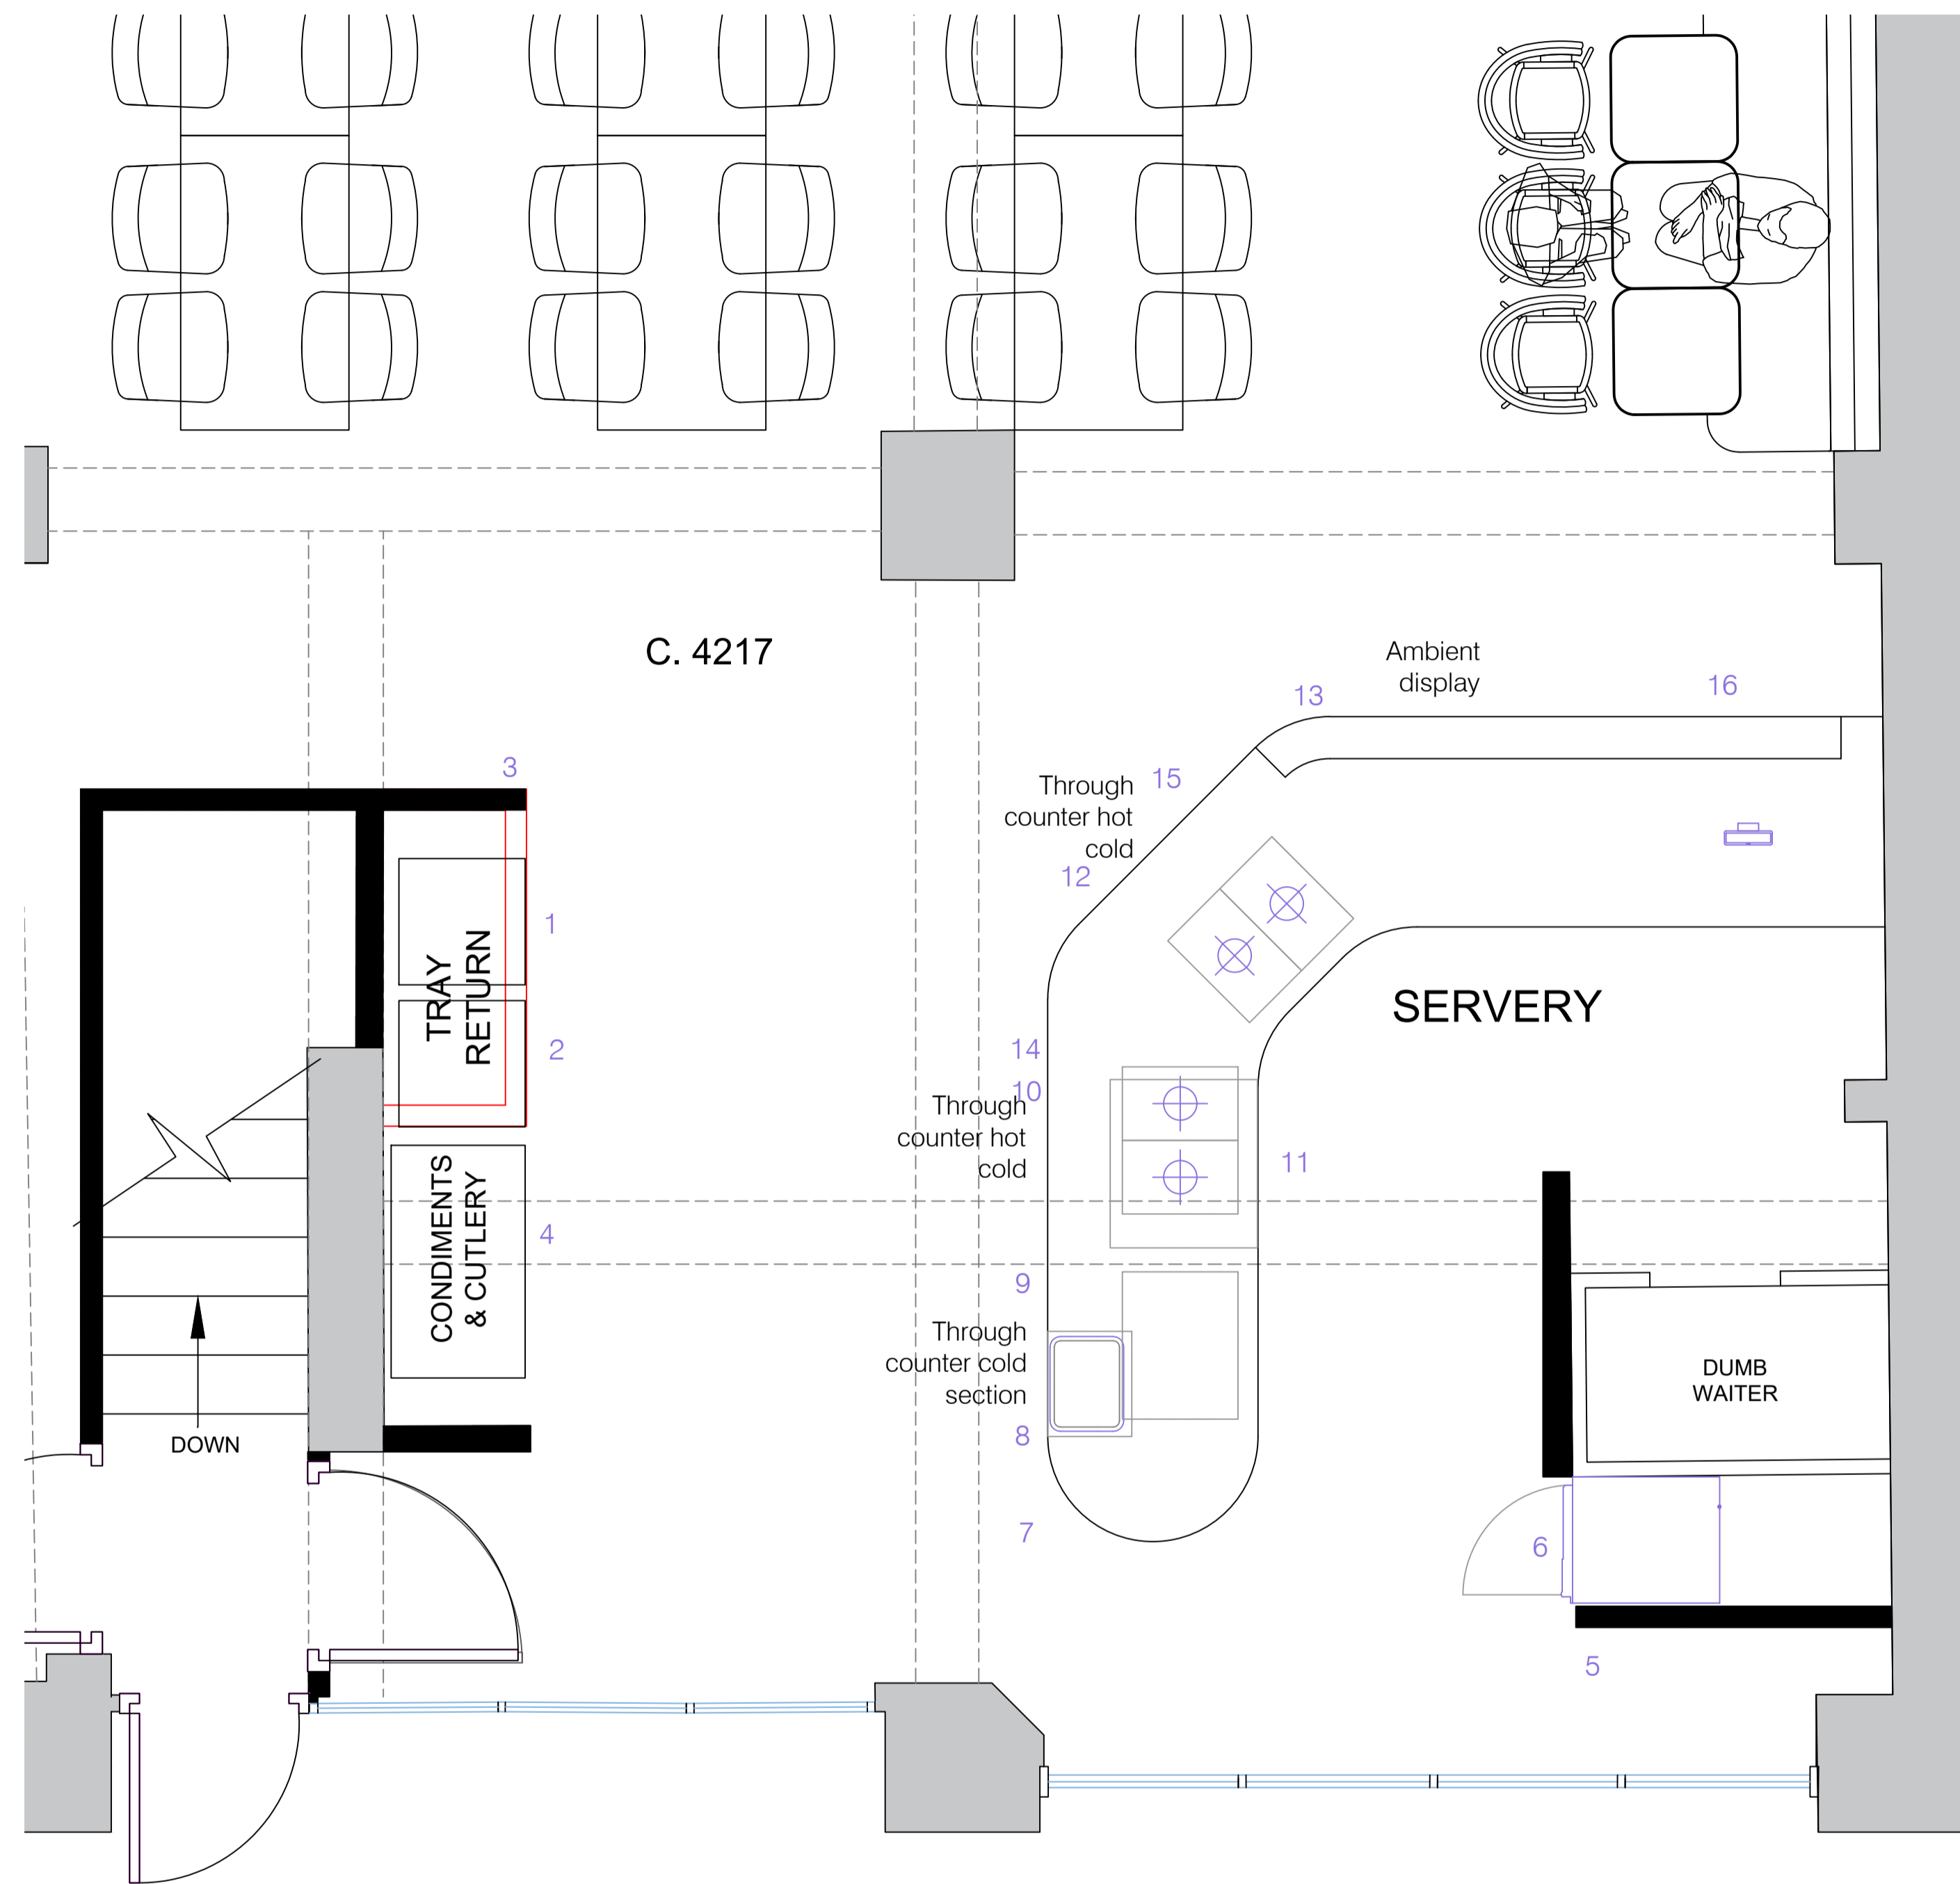 C. 4217
Ambient
display
13
16
3
15
Through
counter hot
cold
12
1
TRAY
RETURN
2
SERVERY
14
10
Through
counter hot
cold
11
4
CONDIMENTS
& CUTLERY
9
Through
counter cold
section
8
DUMB
WAITER
DOWN
7
6
5